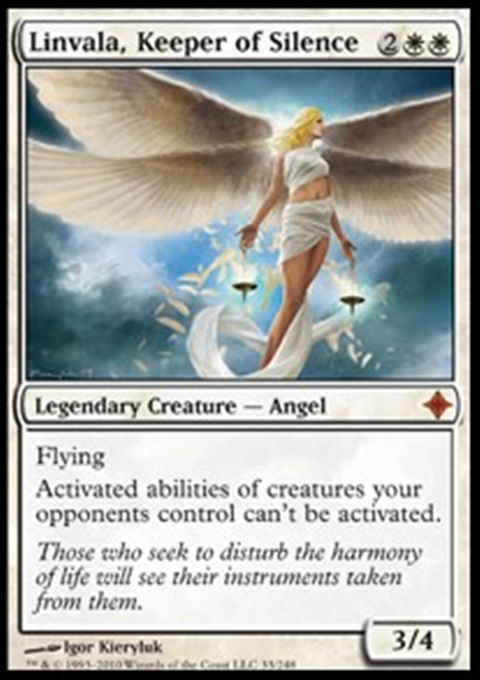 Linvala, Keeper of Silence 2
Legendary Creature — Angel
Flying
Activated abilities of creatures your
opponents control can't be activated.
Those who seek to disturb the harmony
of life will see their instruments taken
from them.
Igor Kieryluk
3/4
™ & © 1993-2010 Wizards of the Coast LLC 33/248